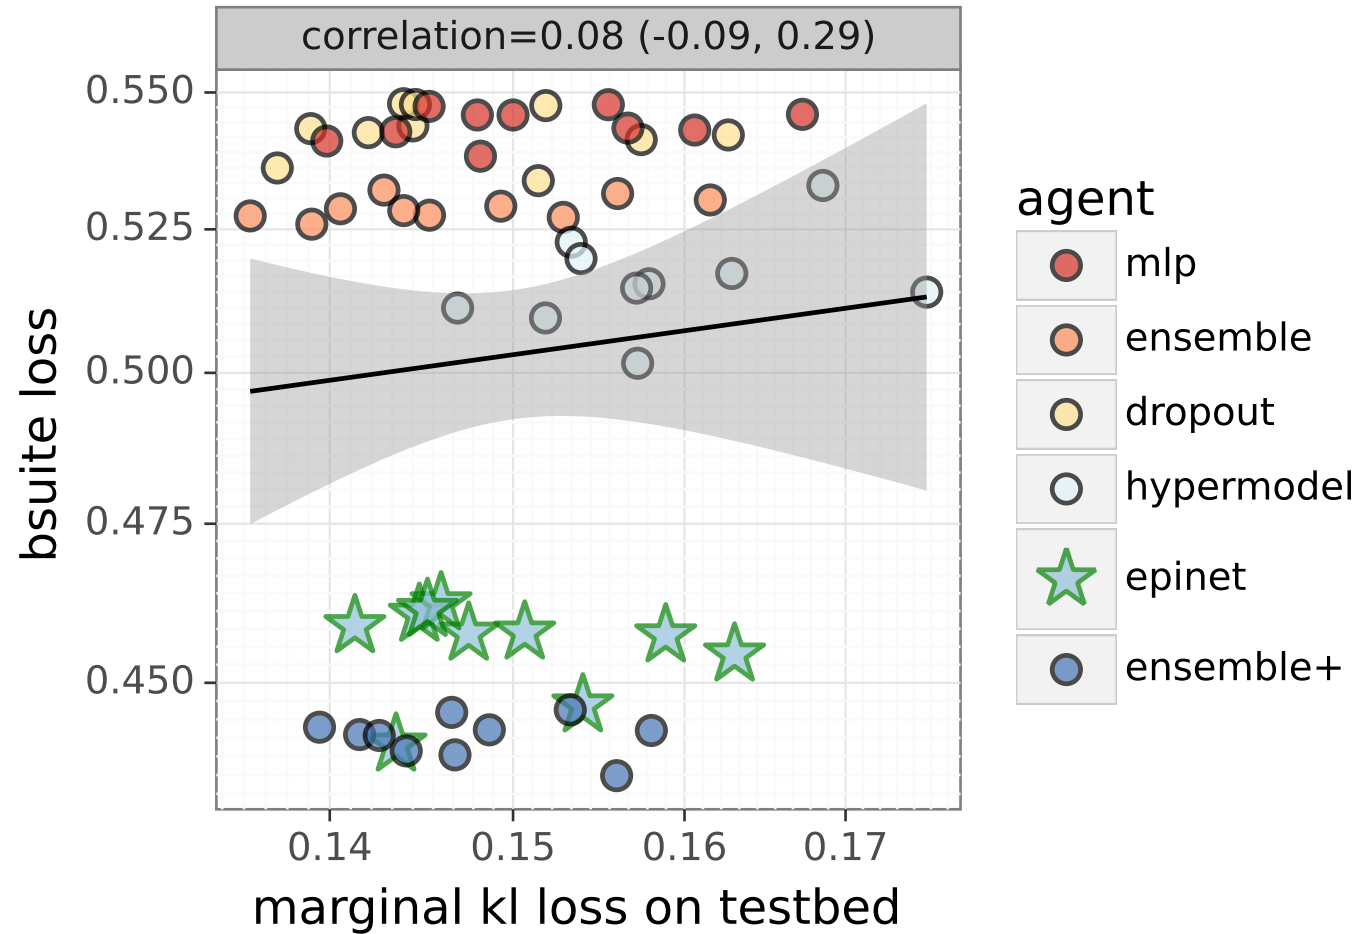 correlation=0.08 (-0.09, 0.29)
0.550
0.525
0.500
0.475
0.450
bsuite loss
0.14 0.15 0.16 0.17
marginal kl loss on testbed
agent
mlp
ensemble
dropout
hypermodel
epinet
ensemble+